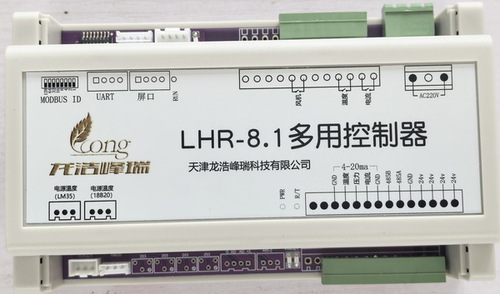 MODBUS ID
UART
屏口
RUN
风机
温度
电流
AC220V
Long
龙浩峰瑞
LHR-8.1多用控制器
天津龙浩峰瑞科技有限公司
电源温度
(LM35)
电源温度
(18B20)
PWR
R/T
4-20ma
GND
温度
压力
电流
GND
485B
485A
GND
24v
24v
24v
24v